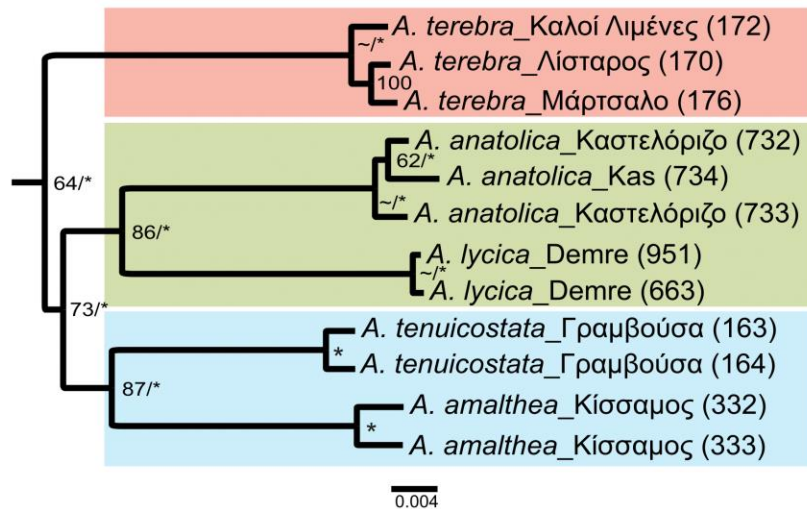 A. terebra_Καλοί Λιμένες (172)
~/*
A. terebra_Λίσταρος (170)
100
A. terebra_Μάρτσαλο (176)
A. anatolica_Καστελόριζο (732)
62/*
A. anatolica_Kas (734)
64/*
~/*
A. anatolica_Καστελόριζο (733)
86/*
A. lycica_Demre (951)
~/*
A. lycica_Demre (663)
73/*
A. tenuicostata_Γραμβούσα (163)
*
A. tenuicostata_Γραμβούσα (164)
87/*
A. amalthea_Κίσσαμος (332)
*
A. amalthea_Κίσσαμος (333)
0.004